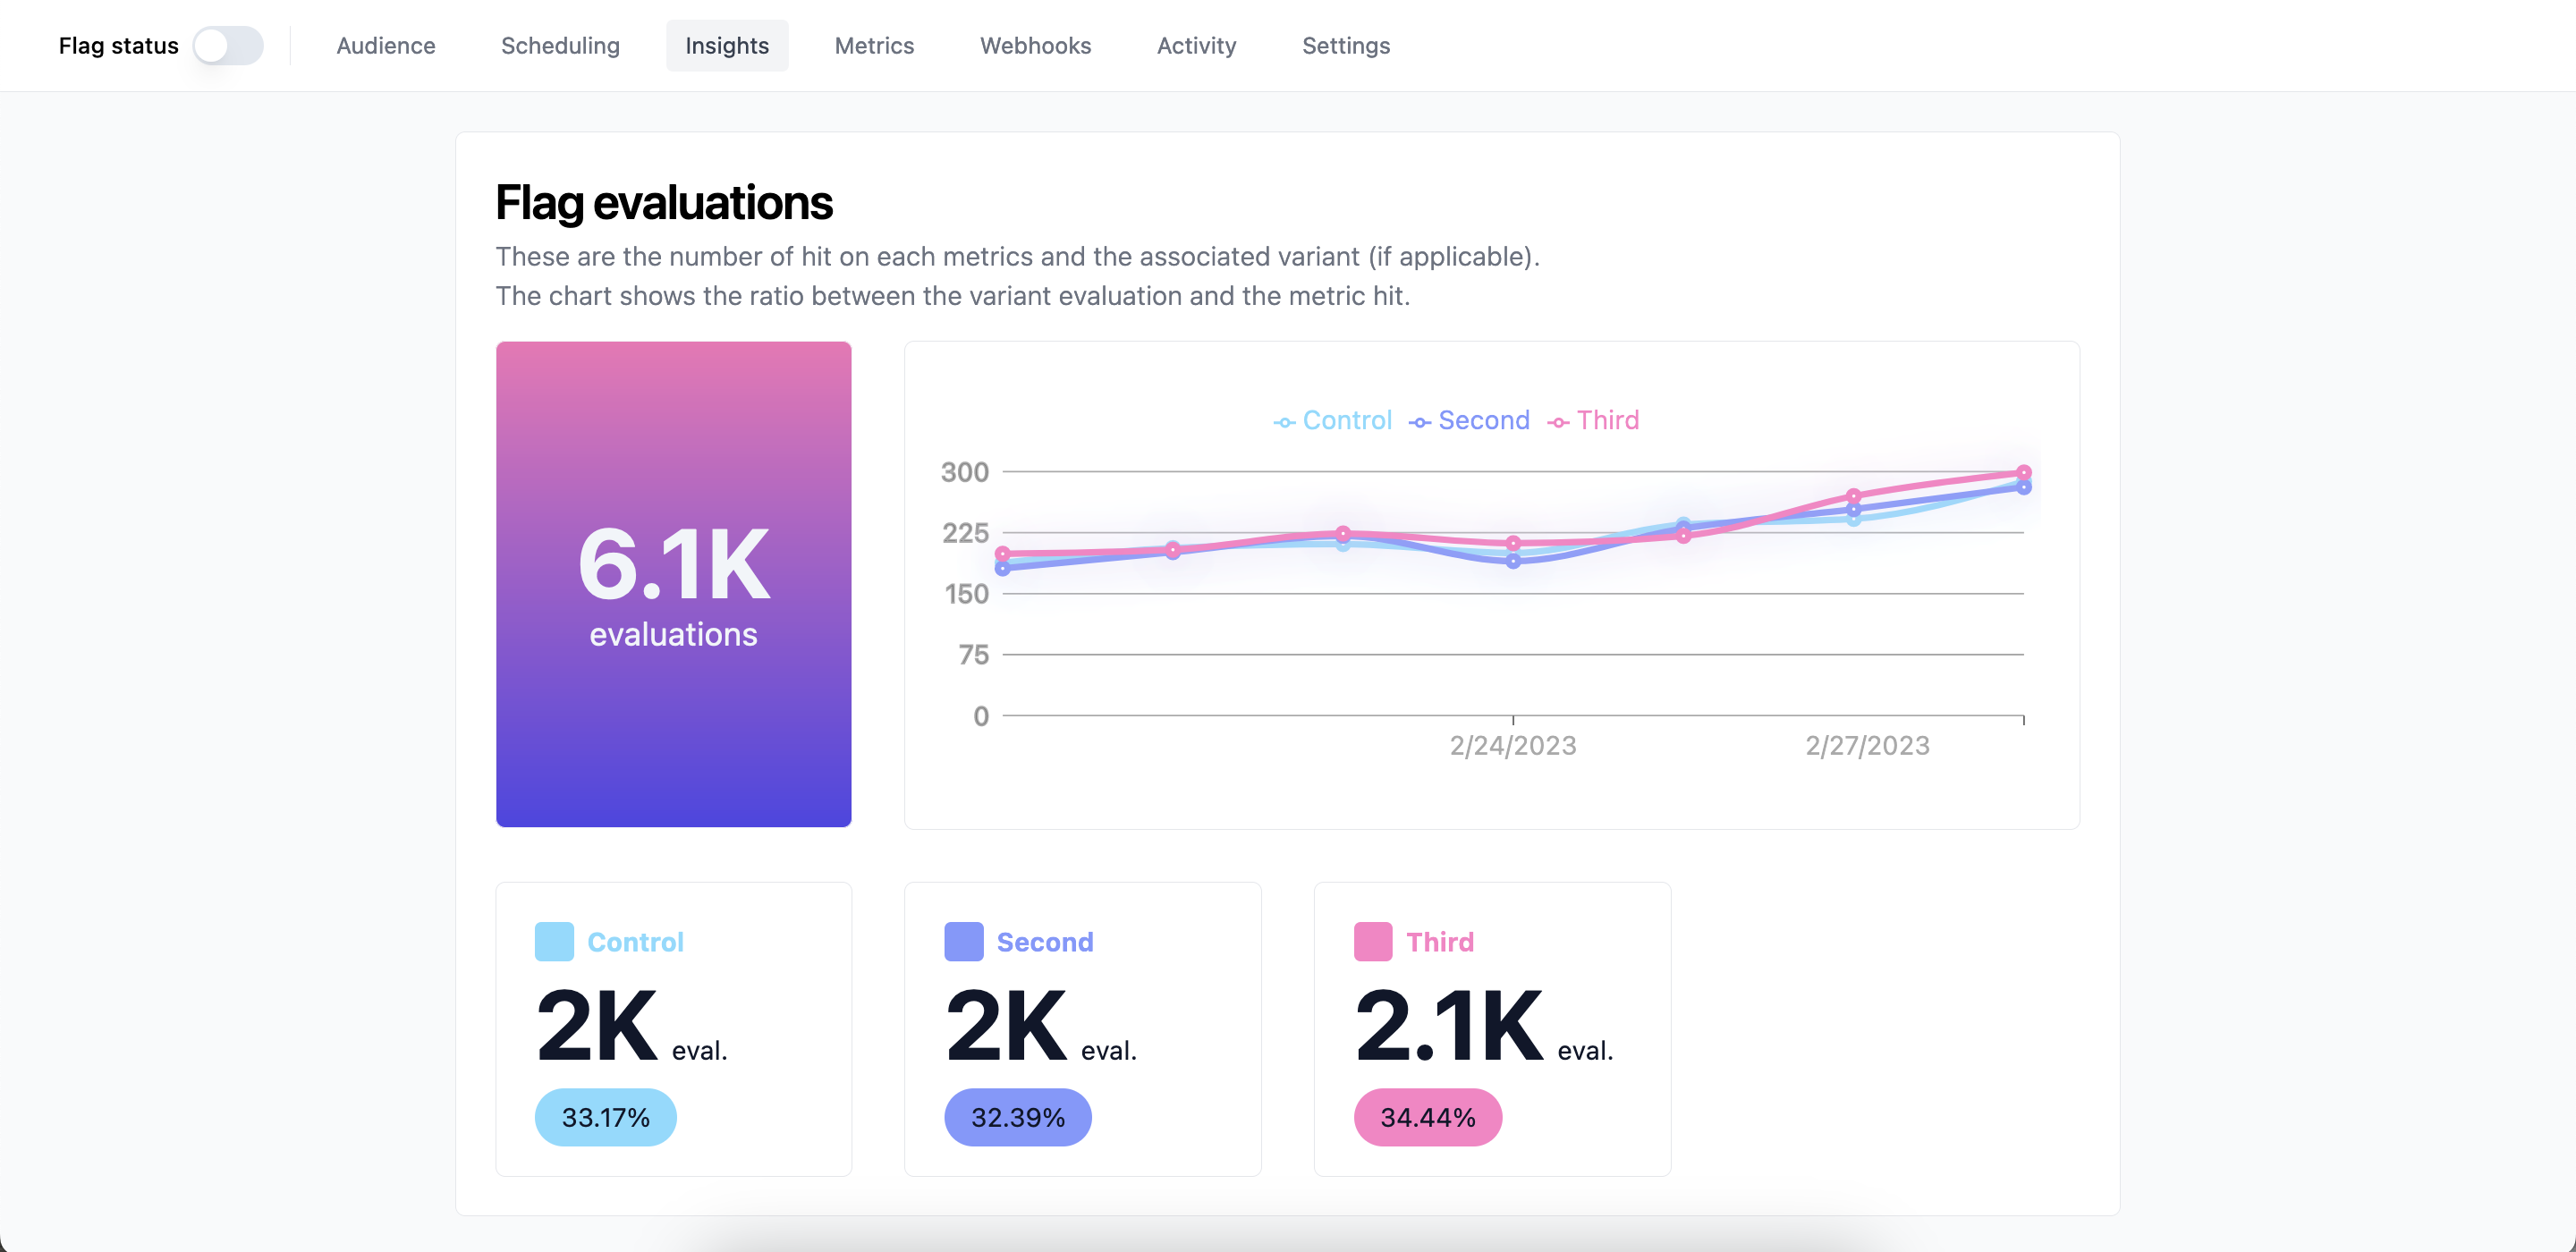 Flag status Audience Scheduling Insights Metrics Webhooks Activity Settings
Flag evaluations
These are the number of hit on each metrics and the associated variant (if applicable).
The chart shows the ratio between the variant evaluation and the metric hit.
6.1K
evaluations
Control Second Third
300
225
150
75
0
2/24/2023 2/27/2023
Control
2K eval.
33.17%
Second
2K eval.
32.39%
Third
2.1K eval.
34.44%